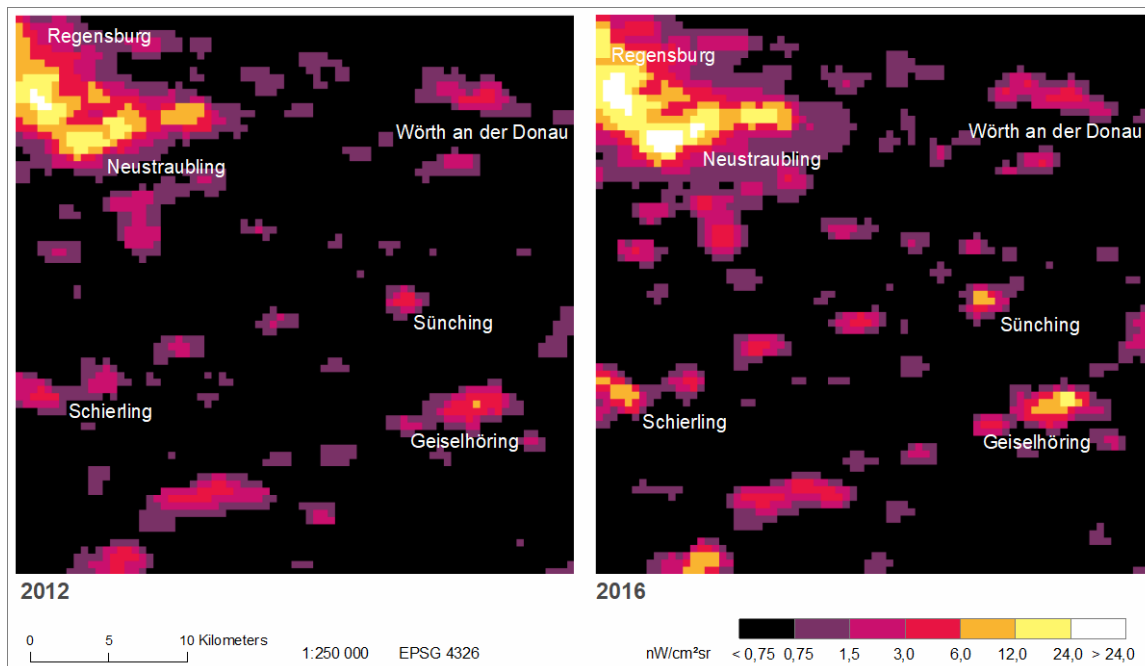 Regensburg
Wörth an der Donau
Neustraubling
Sünching
Schierling
Geiselhöring
2012
Regensburg
Wörth an der Donau
Neustraubling
Sünching
Schierling
Geiselhöring
2016
0 5 10 Kilometers
1:250 000 EPSG 4326
nW/cm²sr < 0,75 0,75 1,5 3,0 6,0 12,0 24,0 > 24,0